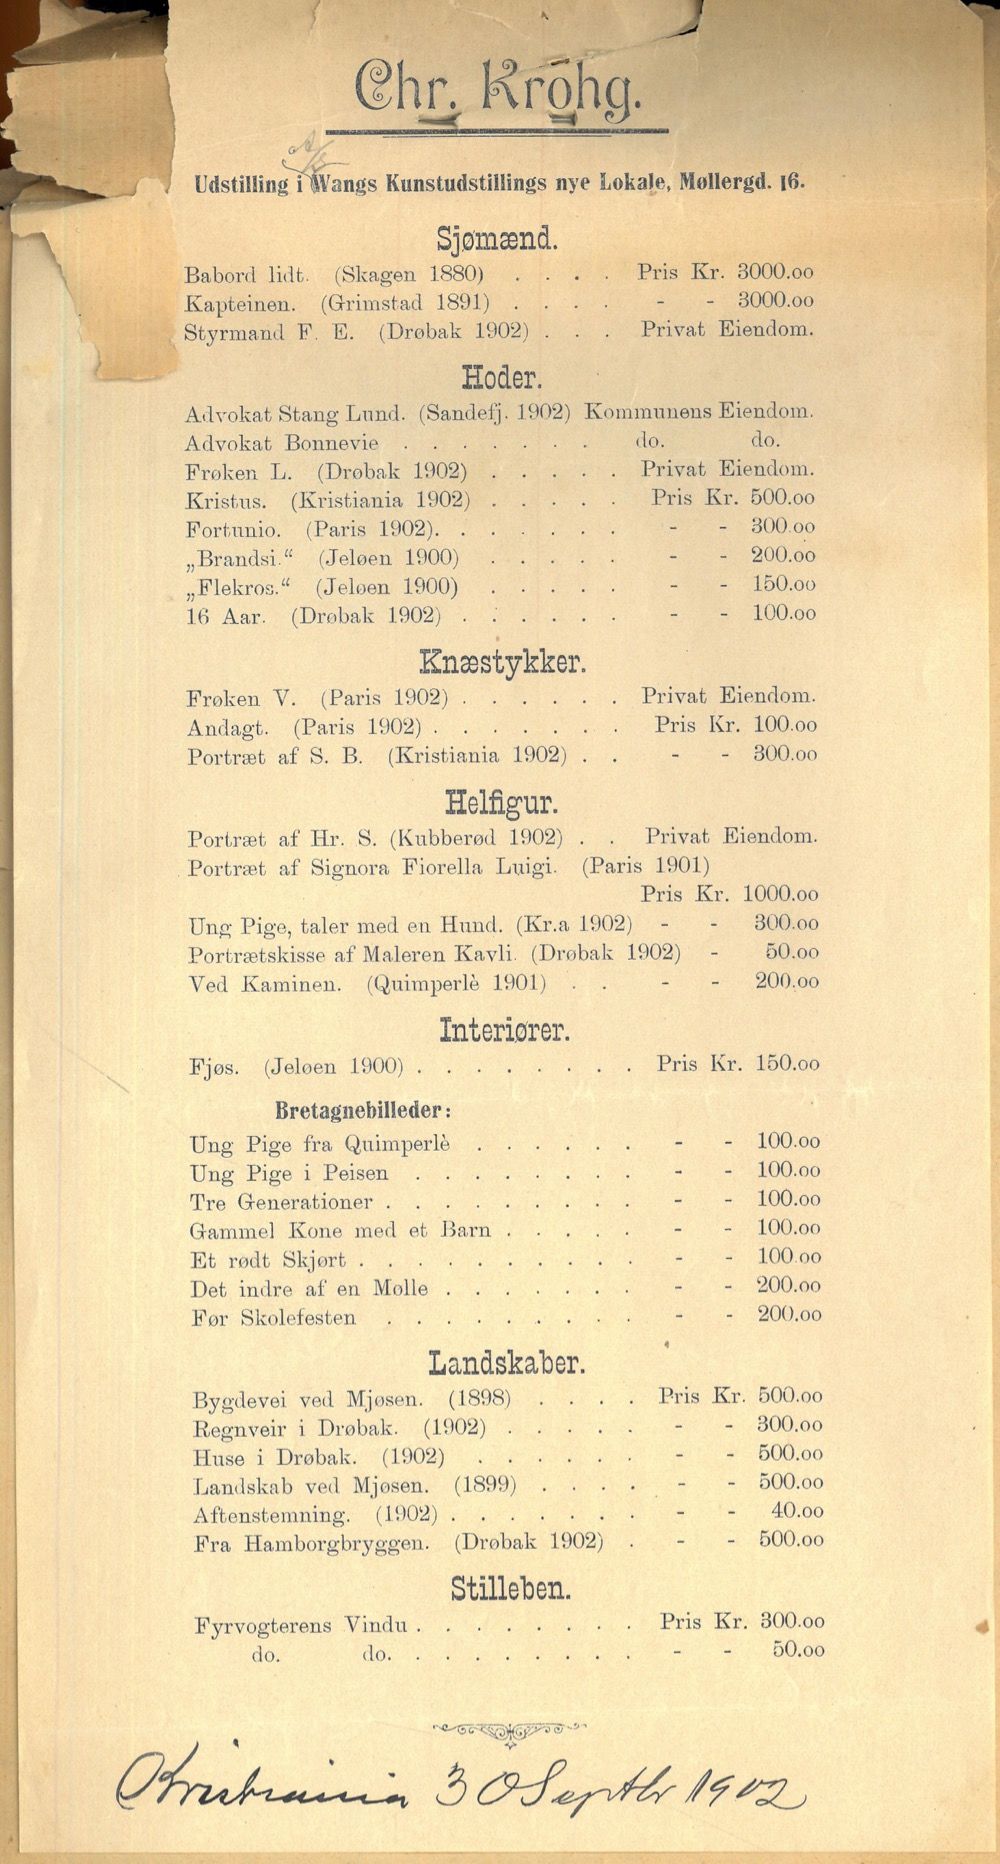 Chr. Krohg.
A/S
Udstilling i Wangs Kunstudstillings nye Lokale, Møllergd. 16.
Sjømænd.
Babord lidt. (Skagen 1880) . . . . Pris Kr. 3000.00
Kapteinen. (Grimstad 1891) . . . . - - 3000.00
Styrmand F. E. (Drøbak 1902) . . . Privat Eiendom.
Hoder.
Advokat Stang Lund. (Sandefj. 1902) Kommunens Eiendom.
Advokat Bonnevie . . . . . . . do. do.
Frøken L. (Drøbak 1902) . . . . . Privat Eiendom.
Kristus. (Kristiania 1902) . . . . . Pris Kr. 500.00
Fortunio. (Paris 1902). . . . . . . - - 300.00
„Brandsi.“ (Jeløen 1900) . . . . . - - 200.00
„Flekros.“ (Jeløen 1900) . . . . . - - 150.00
16 Aar. (Drøbak 1902) . . . . . . - - 100.00
Knæstykker.
Frøken V. (Paris 1902) . . . . . . Privat Eiendom.
Andagt. (Paris 1902) . . . . . . . Pris Kr. 100.00
Portræt af S. B. (Kristiania 1902) . . - - 300.00
Helfigur.
Portræt af Hr. S. (Kubberød 1902) . . Privat Eiendom.
Portræt af Signora Fiorella Luigi. (Paris 1901)
Pris Kr. 1000.00
Ung Pige, taler med en Hund. (Kr.a 1902) - - 300.00
Portrætskisse af Maleren Kavli. (Drøbak 1902) - 50.00
Ved Kaminen. (Quimperlè 1901) . . - - 200.00
Interiører.
Fjøs. (Jeløen 1900) . . . . . . . . Pris Kr. 150.00
Bretagnebilleder:
Ung Pige fra Quimperlè . . . . . . - - 100.00
Ung Pige i Peisen . . . . . . . . - - 100.00
Tre Generationer . . . . . . . . . - - 100.00
Gammel Kone med et Barn . . . . . - - 100.00
Et rødt Skjørt . . . . . . . . . . - - 100.00
Det indre af en Mølle . . . . . . . - - 200.00
Før Skolefesten . . . . . . . . . - - 200.00
Landskaber.
Bygdevei ved Mjøsen. (1898) . . . . Pris Kr. 500.00
Regnveir i Drøbak. (1902) . . . . . - - 300.00
Huse i Drøbak. (1902) . . . . . . - - 500.00
Landskab ved Mjøsen. (1899) . . . . - - 500.00
Aftenstemning. (1902) . . . . . . . - - 40.00
Fra Hamborgbryggen. (Drøbak 1902) . - - 500.00
Stilleben.
Fyrvogterens Vindu . . . . . . . . Pris Kr. 300.00
do. do. . . . . . . . . - - 50.00
Kristiania 30 Septbr 1902